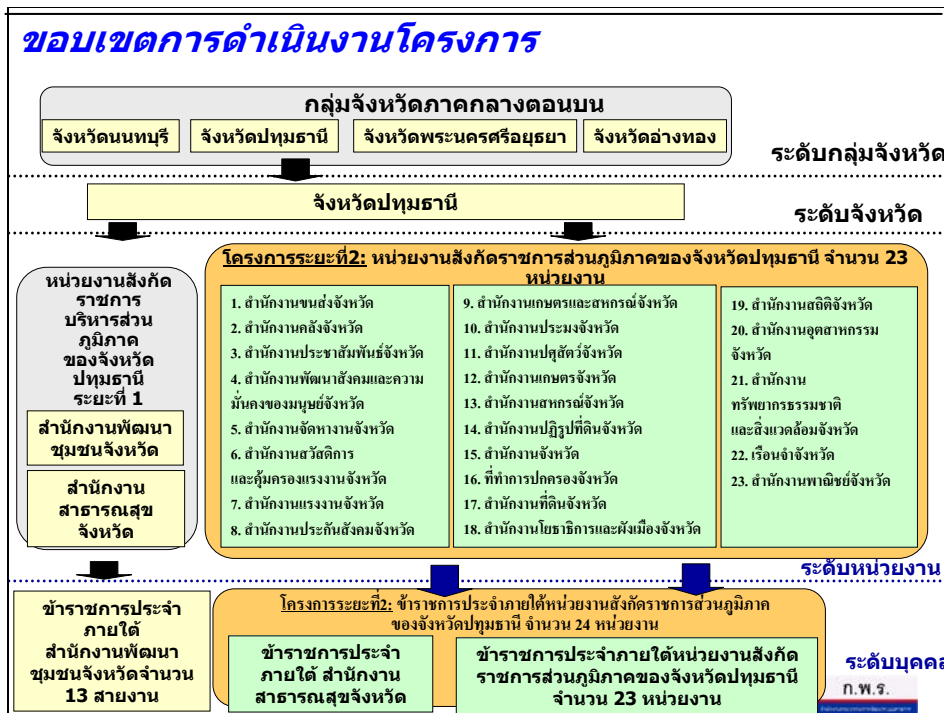 ขอบเขตการดำเนินงานโครงการ
กลุ่มจังหวัดภาคกลางตอนบน
จังหวัดนนทบุรี
จังหวัดปทุมธานี
จังหวัดพระนครศรีอยุธยา
จังหวัดอ่างทอง
ระดับกลุ่มจังหวัด
จังหวัดปทุมธานี
ระดับจังหวัด
หน่วยงานสังกัด
ราชการ
บริหารส่วน
ภูมิภาค
ของจังหวัด
ปทุมธานี
ระยะที่ 1
สำนักงานพัฒนา
ชุมชนจังหวัด
สำนักงาน
สาธารณสุข
จังหวัด
โครงการระยะที่2: หน่วยงานสังกัดราชการส่วนภูมิภาคของจังหวัดปทุมธานี จำนวน 23
หน่วยงาน
1. สำนักงานขนส่งจังหวัด
2. สำนักงานคลังจังหวัด
3. สำนักงานประชาสัมพันธ์จังหวัด
4. สำนักงานพัฒนาสังคมและความ
มั่นคงของมนุษย์จังหวัด
5. สำนักงานจัดหางานจังหวัด
6. สำนักงานสวัสดิการ
และคุ้มครองแรงงานจังหวัด
7. สำนักงานแรงงานจังหวัด
8. สำนักงานประกันสังคมจังหวัด
9. สำนักงานเกษตรและสหกรณ์จังหวัด
10. สำนักงานประมงจังหวัด
11. สำนักงานปศุสัตว์จังหวัด
12. สำนักงานเกษตรจังหวัด
13. สำนักงานสหกรณ์จังหวัด
14. สำนักงานปฏิรูปที่ดินจังหวัด
15. สำนักงานจังหวัด
16. ที่ทำการปกครองจังหวัด
17. สำนักงานที่ดินจังหวัด
18. สำนักงานโยธาธิการและผังเมืองจังหวัด
19. สำนักงานสถิติจังหวัด
20. สำนักงานอุตสาหกรรม
จังหวัด
21. สำนักงาน
ทรัพยากรธรรมชาติ
และสิ่งแวดล้อมจังหวัด
22. เรือนจำจังหวัด
23. สำนักงานพาณิชย์จังหวัด
ระดับหน่วยงาน
ข้าราชการประจำ
ภายใต้
สำนักงานพัฒนา
ชุมชนจังหวัดจำนวน
13 สายงาน
โครงการระยะที่2: ข้าราชการประจำภายใต้หน่วยงานสังกัดราชการส่วนภูมิภาค
ของจังหวัดปทุมธานี จำนวน 24 หน่วยงาน
ข้าราชการประจำ
ภายใต้ สำนักงาน
สาธารณสุขจังหวัด
ข้าราชการประจำภายใต้หน่วยงานสังกัด
ราชการส่วนภูมิภาคของจังหวัดปทุมธานี
จำนวน 23 หน่วยงาน
ระดับบุคคล
ก.พ.ร.